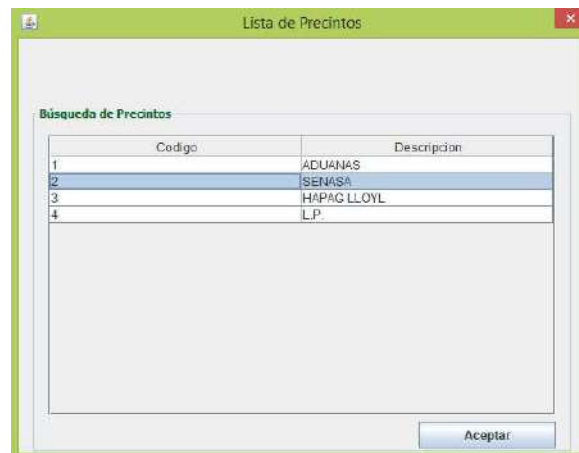 Lista de Precintos
Búsqueda de Precintos
Codigo Descripcion
1 ADUANAS
2 SENASA
3 HAPAG LLOYL
4 L.P.
Aceptar